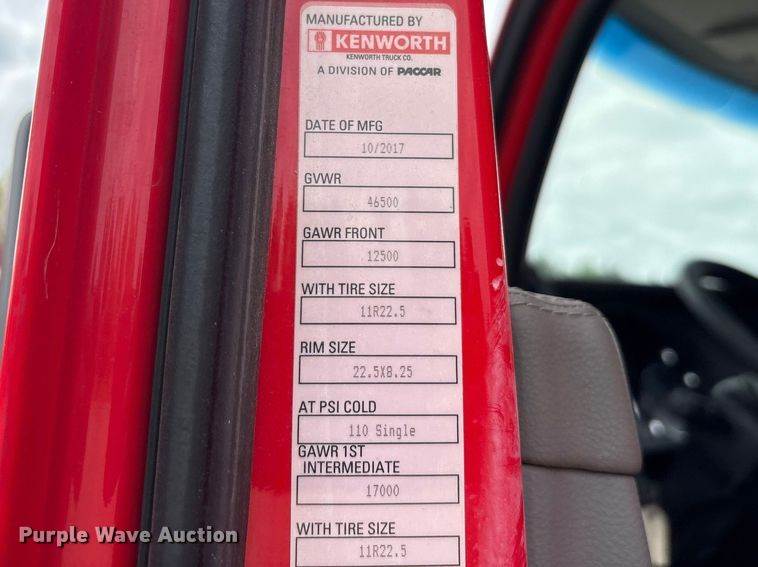 MANUFACTURED BY
KENWORTH
KENWORTH TRUCK CO.
A DIVISION OF PACCAR
DATE OF MFG
10/2017
GVWR
46500
GAWR FRONT
12500
WITH TIRE SIZE
11R22.5
RIM SIZE
22.5X8.25
AT PSI COLD
110 Single
GAWR 1ST
INTERMEDIATE
17000
WITH TIRE SIZE
11R22.5
Purple Wave Auction